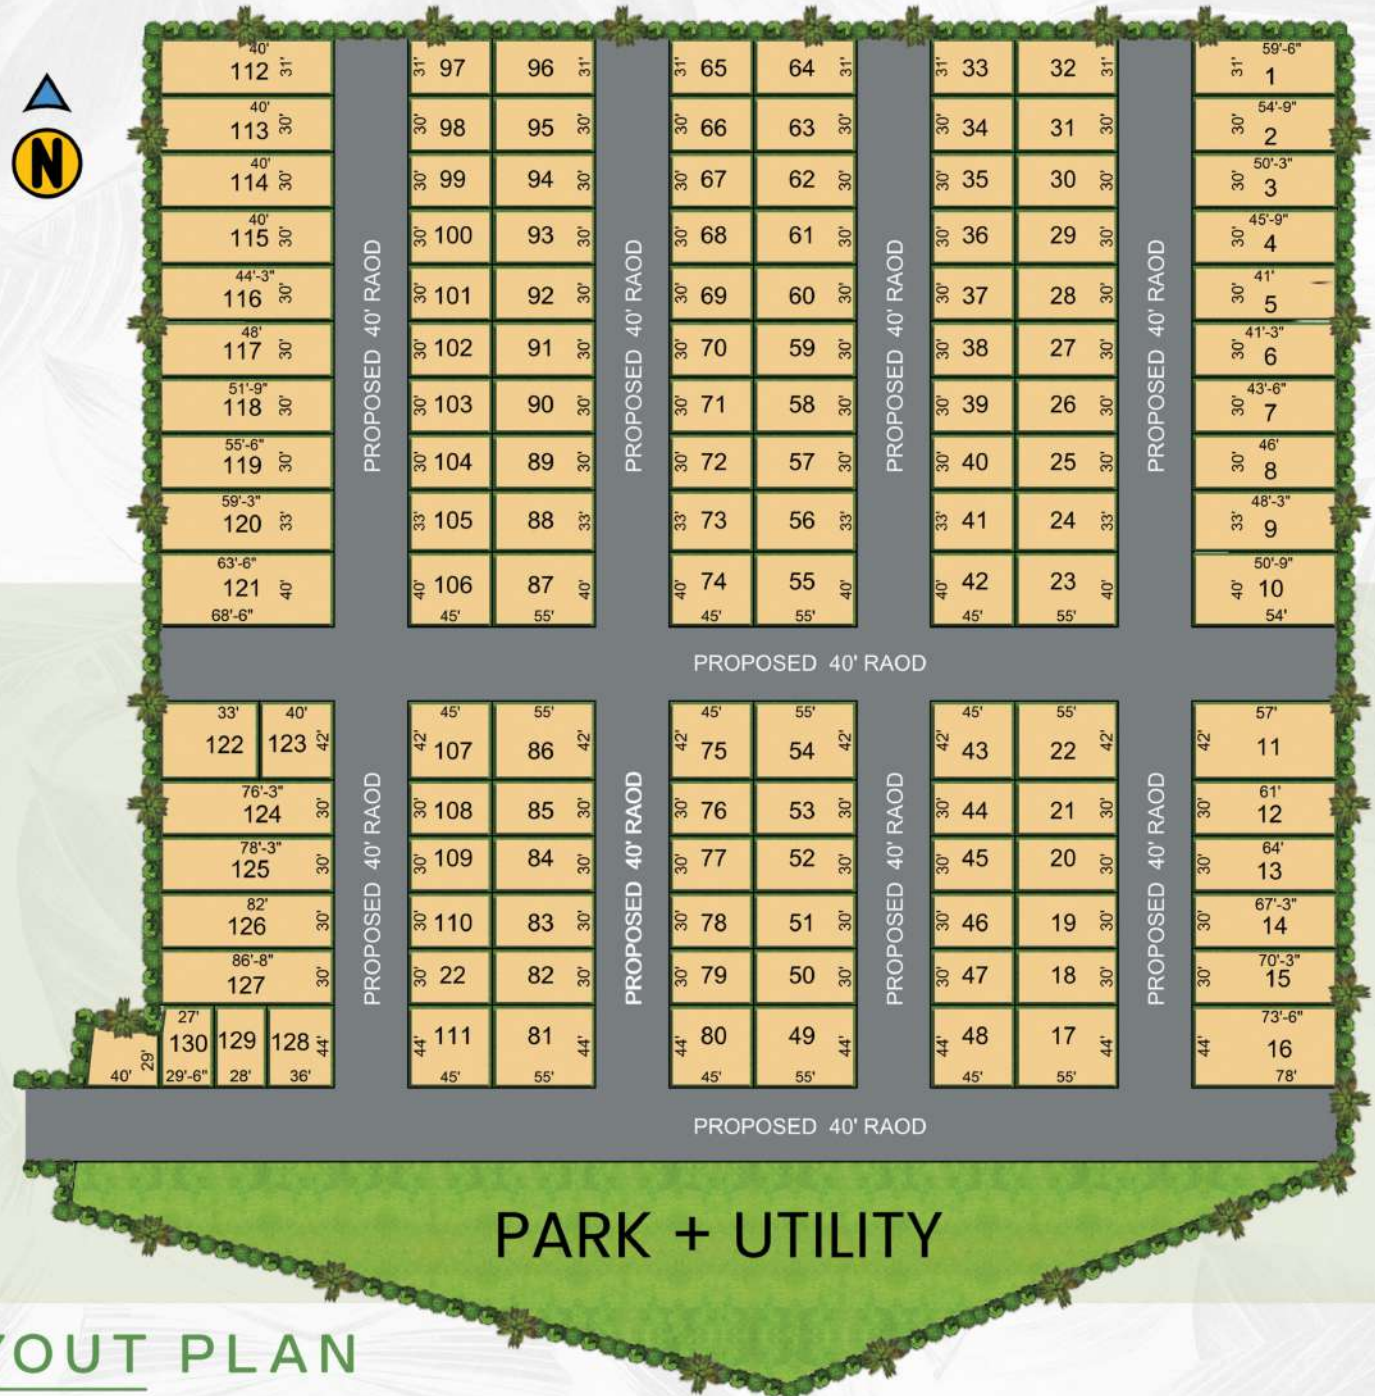 N
40' 112 31' 31' 97 96 31' 31' 65 64 31' 31' 33 32 31' 59'-6" 31' 1
40' 113 30' 30' 98 95 30' 30' 66 63 30' 30' 34 31 30' 54'-9" 30' 2
40' 114 30' 30' 99 94 30' 30' 67 62 30' 30' 35 30 30' 50'-3" 30' 3
40' 115 30' 30' 100 93 30' 30' 68 61 30' 30' 36 29 30' 45'-9" 30' 4
44'-3" 116 30' 30' 101 92 30' 30' 69 60 30' 30' 37 28 30' 41' 30' 5
48' 117 30' 30' 102 91 30' 30' 70 59 30' 30' 38 27 30' 41'-3" 30' 6
51'-9" 118 30' 30' 103 90 30' 30' 71 58 30' 30' 39 26 30' 43'-6" 30' 7
55'-6" 119 30' 30' 104 89 30' 30' 72 57 30' 30' 40 25 30' 46' 30' 8
59'-3" 120 33' 33' 105 88 33' 33' 73 56 33' 33' 41 24 33' 48'-3" 33' 9
63'-6" 121 40' 40' 106 87 40' 40' 74 55 40' 40' 42 23 40' 50'-9" 40' 10
68'-6" 45' 55' 45' 55' 45' 55' 54'
PROPOSED 40' RAOD
PROPOSED 40' RAOD
PROPOSED 40' RAOD
PROPOSED 40' RAOD
PROPOSED 40' RAOD
33' 40' 45' 55' 45' 55' 45' 55' 57'
122 123 42' 42' 107 86 42' 42' 75 54 42' 42' 43 22 42' 42' 11
76'-3" 124 30' 30' 108 85 30' 30' 76 53 30' 30' 44 21 30' 30' 61' 12
78'-3" 125 30' 30' 109 84 30' 30' 77 52 30' 30' 45 20 30' 30' 64' 13
82' 126 30' 30' 110 83 30' 30' 78 51 30' 30' 46 19 30' 30' 67'-3" 14
86'-8" 127 30' 30' 22 82 30' 30' 79 50 30' 30' 47 18 30' 30' 70'-3" 15
27' 73'-6"
29' 130 129 128 44' 44' 111 81 44' 44' 80 49 44' 44' 48 17 44' 44' 16
40' 29'-6" 28' 36' 45' 55' 45' 55' 45' 55' 78'
PROPOSED 40' RAOD
PROPOSED 40' RAOD
PROPOSED 40' RAOD
PROPOSED 40' RAOD
PROPOSED 40' RAOD
PARK + UTILITY
YOUT PLAN